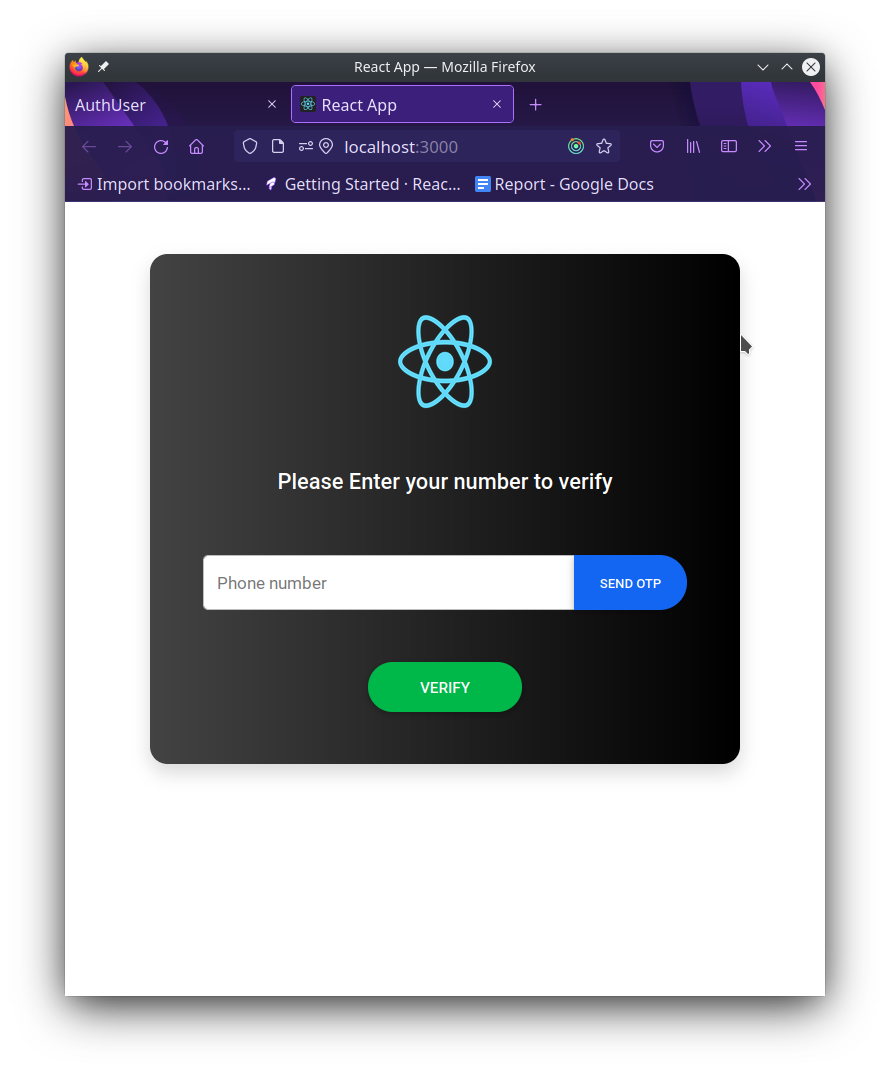 React App — Mozilla Firefox
AuthUser
React App
localhost:3000
Import bookmarks...
Getting Started · Reac...
Report - Google Docs
Please Enter your number to verify
Phone number
SEND OTP
VERIFY